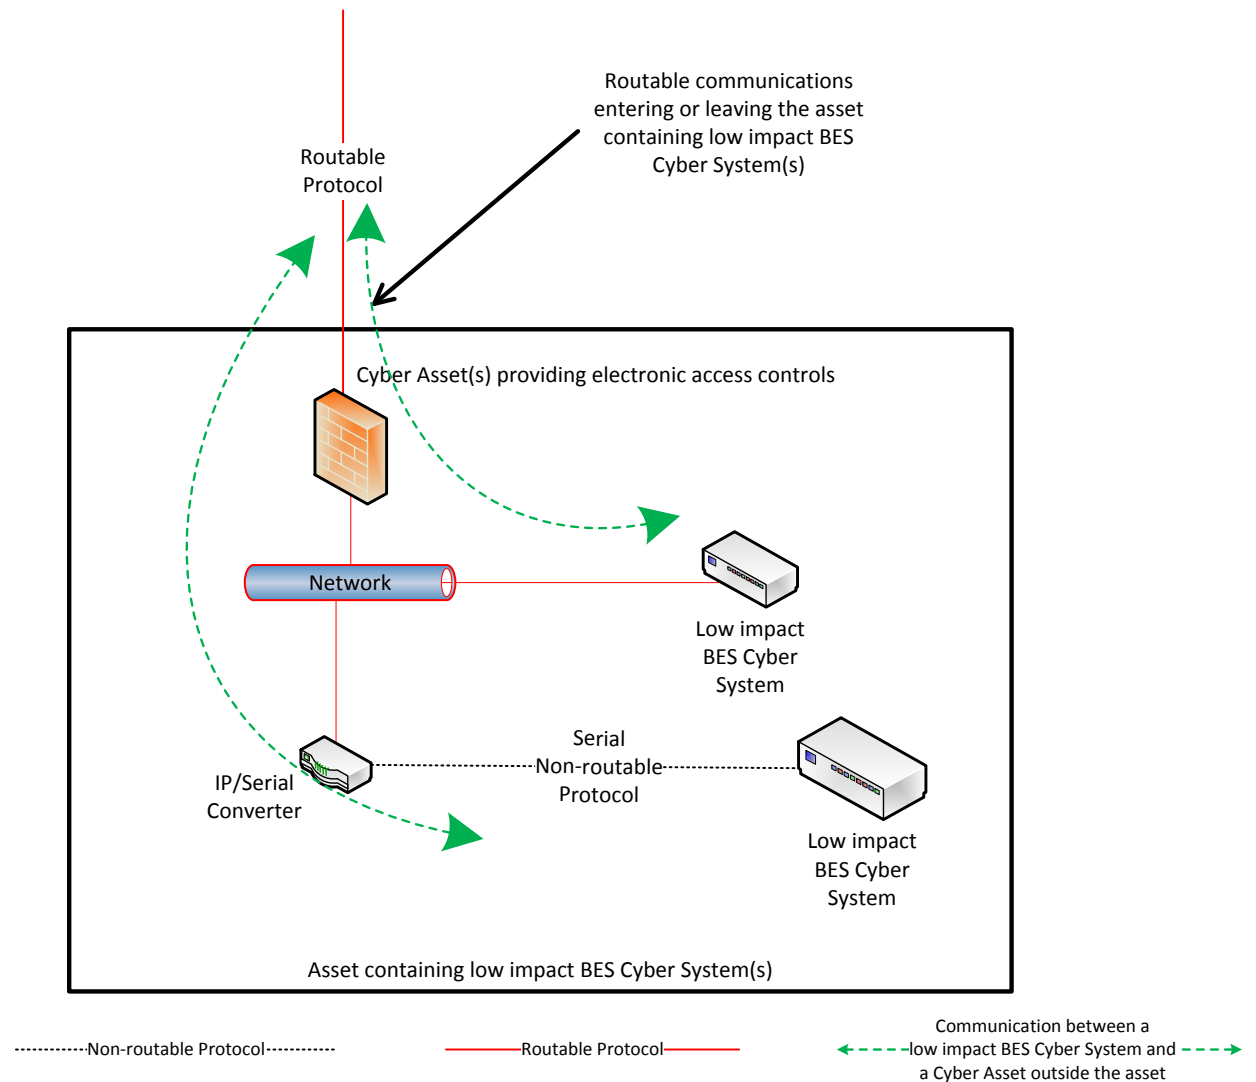 Routable communications
entering or leaving the asset
containing low impact BES
Cyber System(s)
Routable
Protocol
Cyber Asset(s) providing electronic access controls
Network
Low impact
BES Cyber
System
Serial
Non-routable
Protocol
IP/Serial
Converter
Low impact
BES Cyber
System
Asset containing low impact BES Cyber System(s)
Non-routable Protocol
Routable Protocol
Communication between a
low impact BES Cyber System and
a Cyber Asset outside the asset